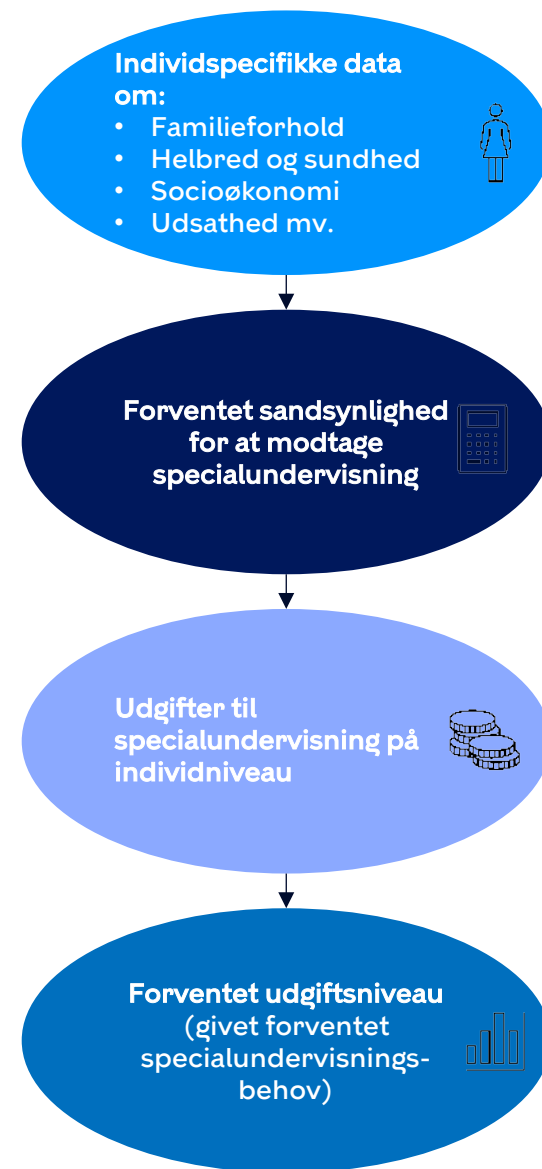 Individspecifikke data
om:
• Familieforhold
• Helbred og sundhed
• Socioøkonomi
• Udsathed mv.
Forventet sandsynlighed
for at modtage
specialundervisning
Udgifter til
specialundervisning på
individniveau
Forventet udgiftsniveau
(givet forventet
specialundervisnings-
behov)